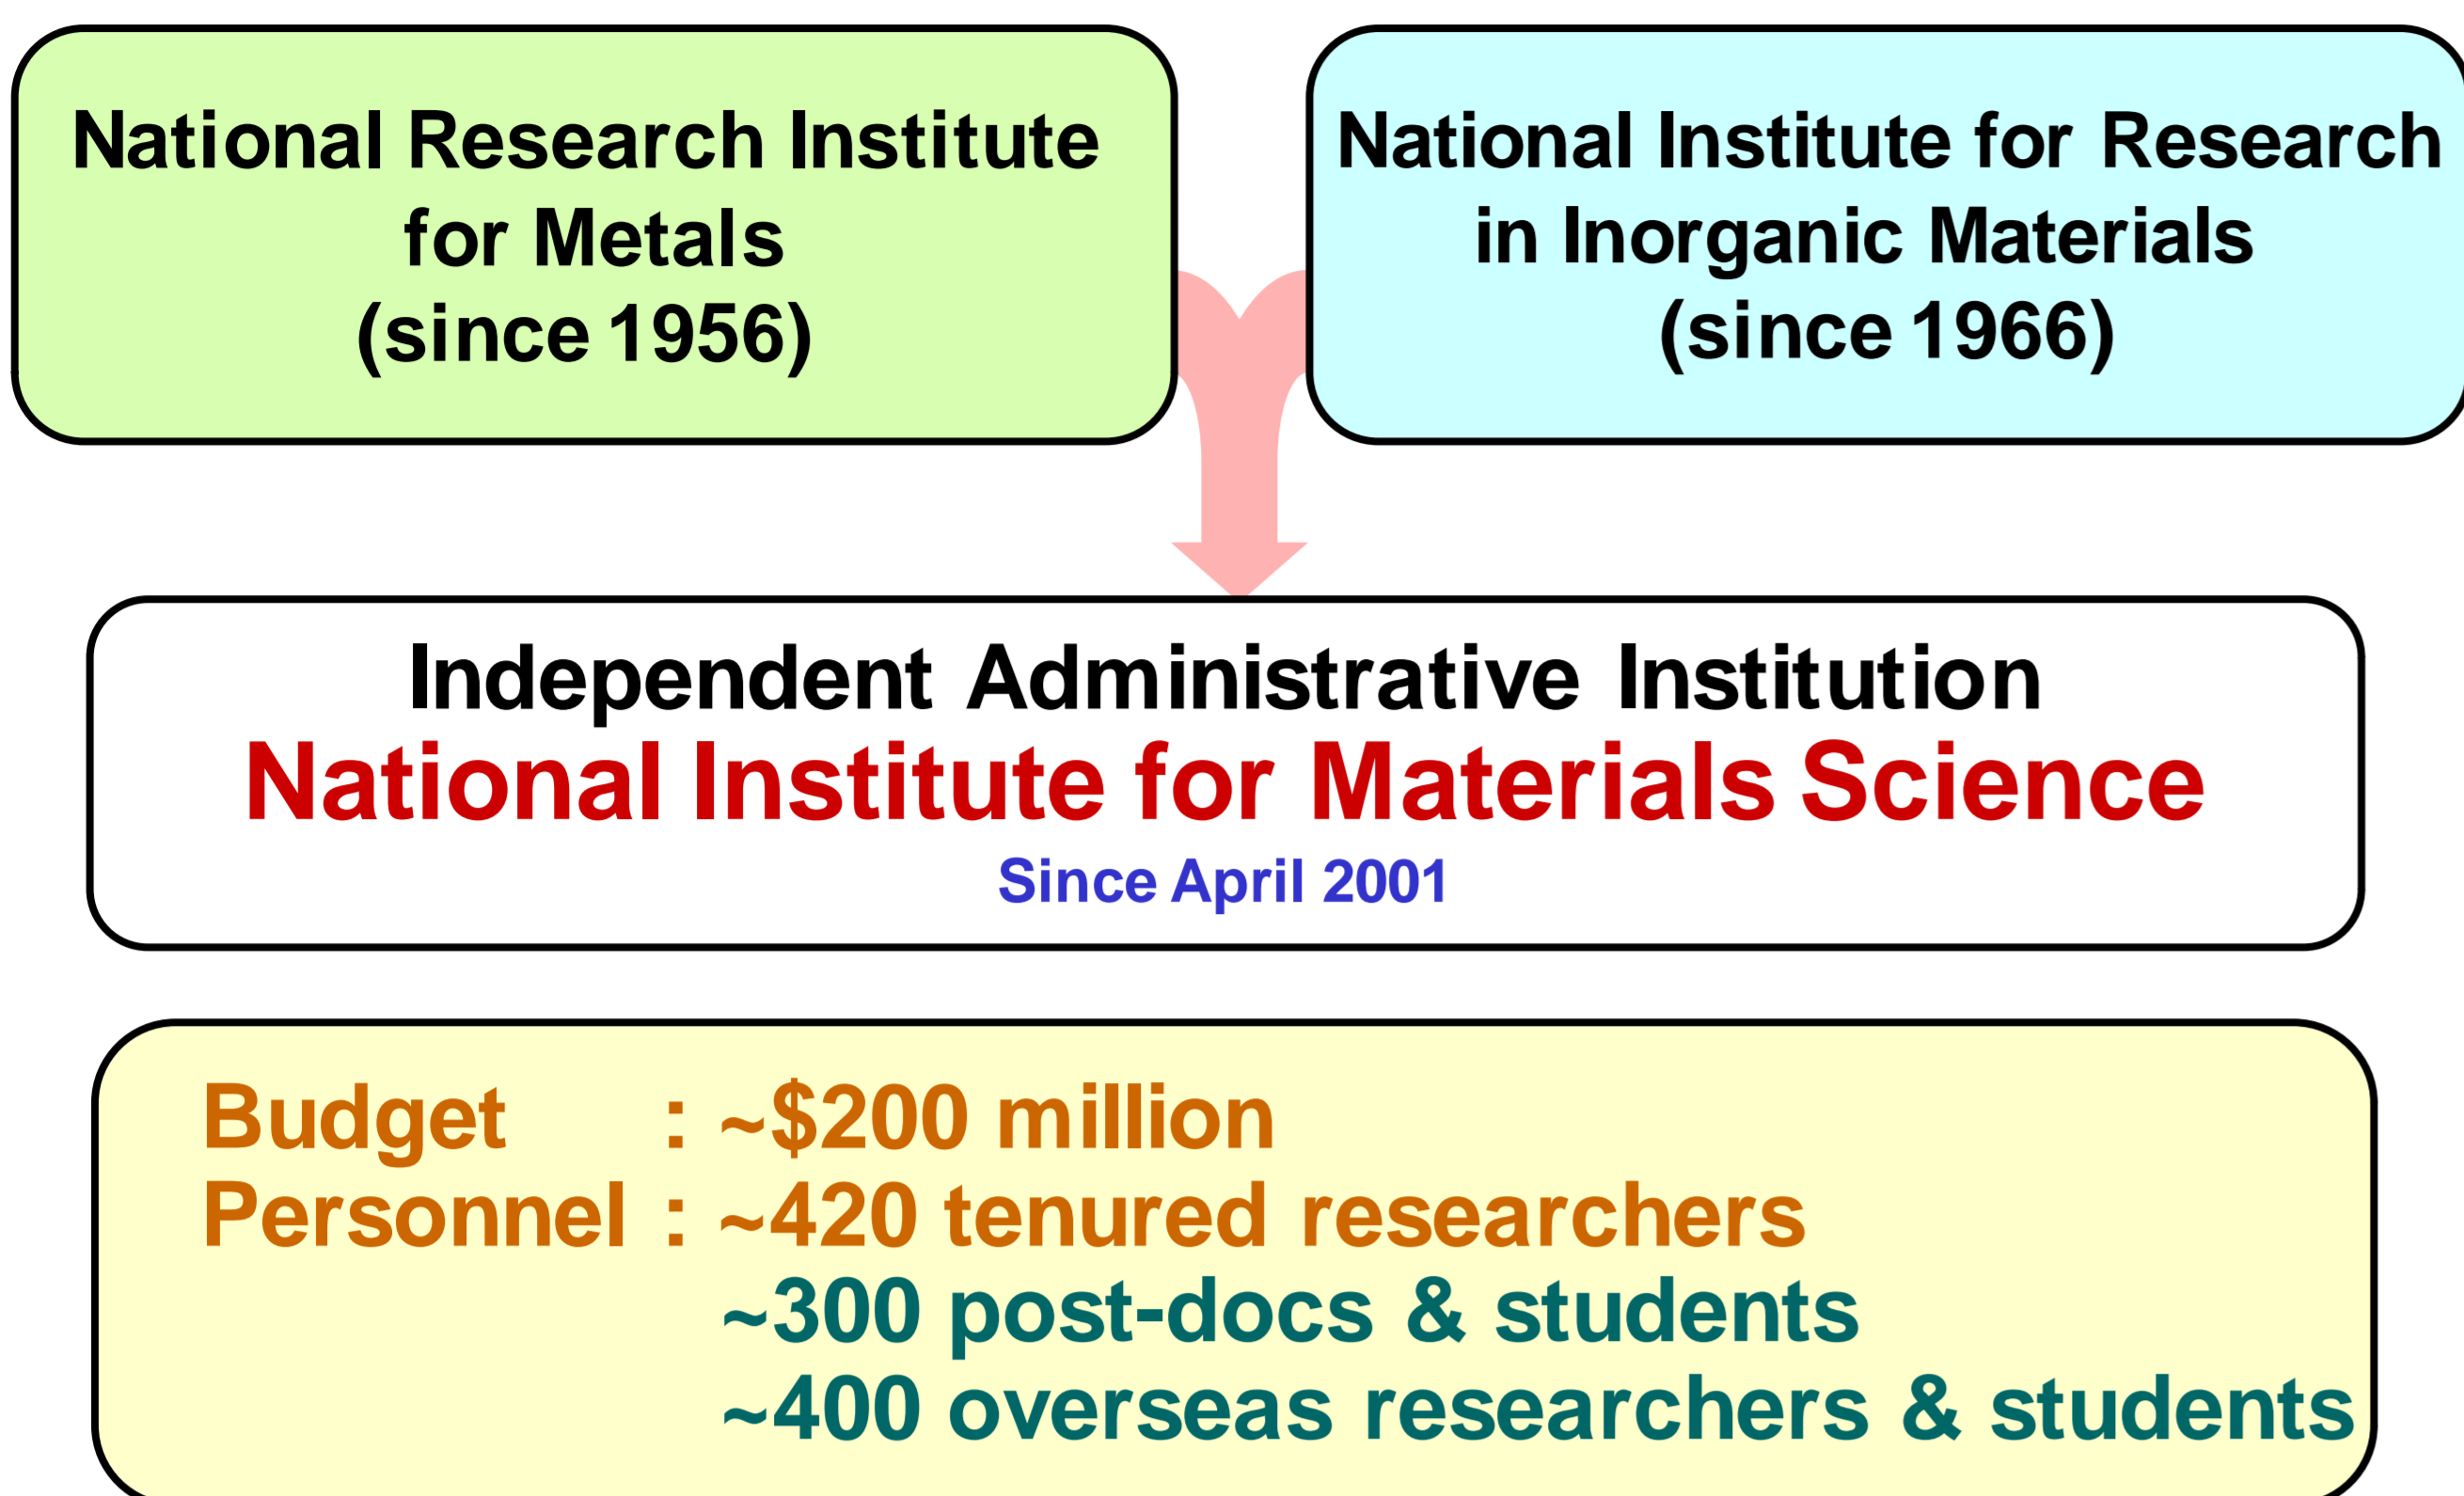 National Research Institute
for Metals
(since 1956)
National Institute for Research
in Inorganic Materials
(since 1966)
Independent Administrative Institution
National Institute for Materials Science
Since April 2001
Budget : ~$200 million
Personnel : ~420 tenured researchers
~300 post-docs & students
~400 overseas researchers & students